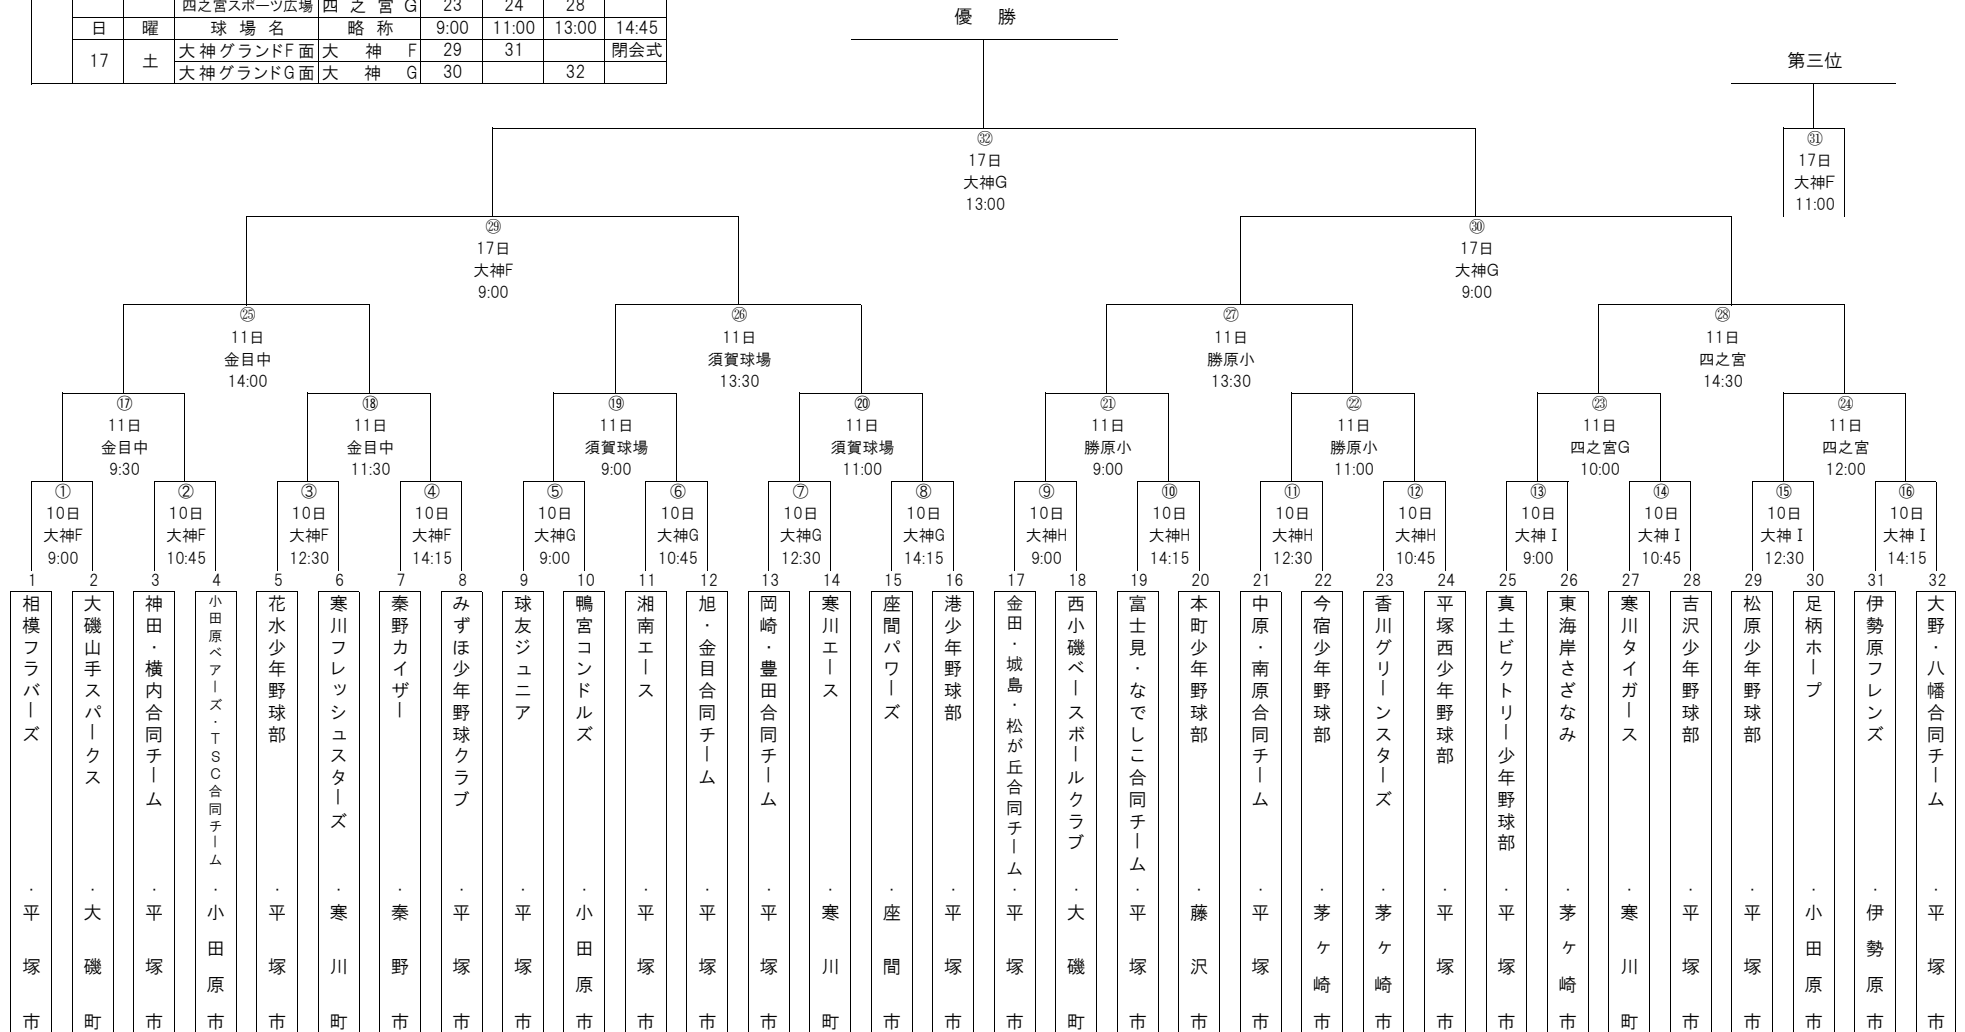 四之宮スポーツ広場 四之宮G 23 24 28
日 曜 球場名 略称 9:00 11:00 13:00 14:45
17 土 大神グランドF面 大神F 29 31 閉会式
大神グランドG面 大神G 30 32
優 勝
第三位
㉜
17日
大神G
13:00
㉛
17日
大神F
11:00
㉙
17日
大神F
9:00
㉚
17日
大神G
9:00
㉕
11日
金目中
14:00
㉖
11日
須賀球場
13:30
㉗
11日
勝原小
13:30
㉘
11日
四之宮
14:30
⑰
11日
金目中
9:30
⑱
11日
金目中
11:30
⑲
11日
須賀球場
9:00
⑳
11日
須賀球場
11:00
㉑
11日
勝原小
9:00
㉒
11日
勝原小
11:00
㉓
11日
四之宮G
10:00
㉔
11日
四之宮
12:00
①
10日
大神F
9:00
②
10日
大神F
10:45
③
10日
大神F
12:30
④
10日
大神F
14:15
⑤
10日
大神G
9:00
⑥
10日
大神G
10:45
⑦
10日
大神G
12:30
⑧
10日
大神G
14:15
⑨
10日
大神H
9:00
⑩
10日
大神H
14:15
⑪
10日
大神H
12:30
⑫
10日
大神H
10:45
⑬
10日
大神Ⅰ
9:00
⑭
10日
大神Ⅰ
10:45
⑮
10日
大神Ⅰ
12:30
⑯
10日
大神Ⅰ
14:15
1 相模フラバーズ・平塚市
2 大磯山手スパークス・大磯町
3 神田・横内合同チーム・平塚市
4 小田原ベアーズ・TSC合同チーム・小田原市
5 花水少年野球部・平塚市
6 寒川フレッシュスターズ・寒川町
7 秦野カイザー・秦野市
8 みずほ少年野球クラブ・平塚市
9 球友ジュニア・平塚市
10 鴨宮コンドルズ・小田原市
11 湘南エース・平塚市
12 旭・金目合同チーム・平塚市
13 岡崎・豊田合同チーム・平塚市
14 寒川エース・寒川町
15 座間パワーズ・座間市
16 港少年野球部・平塚市
17 金田・城島・松が丘合同チーム・平塚市
18 西小磯ベースボールクラブ・大磯町
19 富士見・なでしこ合同チーム・平塚市
20 本町少年野球部・藤沢市
21 中原・南原合同チーム・平塚市
22 今宿少年野球部・茅ヶ崎市
23 香川グリーンスターズ・茅ヶ崎市
24 平塚西少年野球部・平塚市
25 真土ビクトリー少年野球部・平塚市
26 東海岸さざなみ・茅ヶ崎市
27 寒川タイガース・寒川町
28 吉沢少年野球部・平塚市
29 松原少年野球部・平塚市
30 足柄ホープ・小田原市
31 伊勢原フレンズ・伊勢原市
32 大野・八幡合同チーム・平塚市